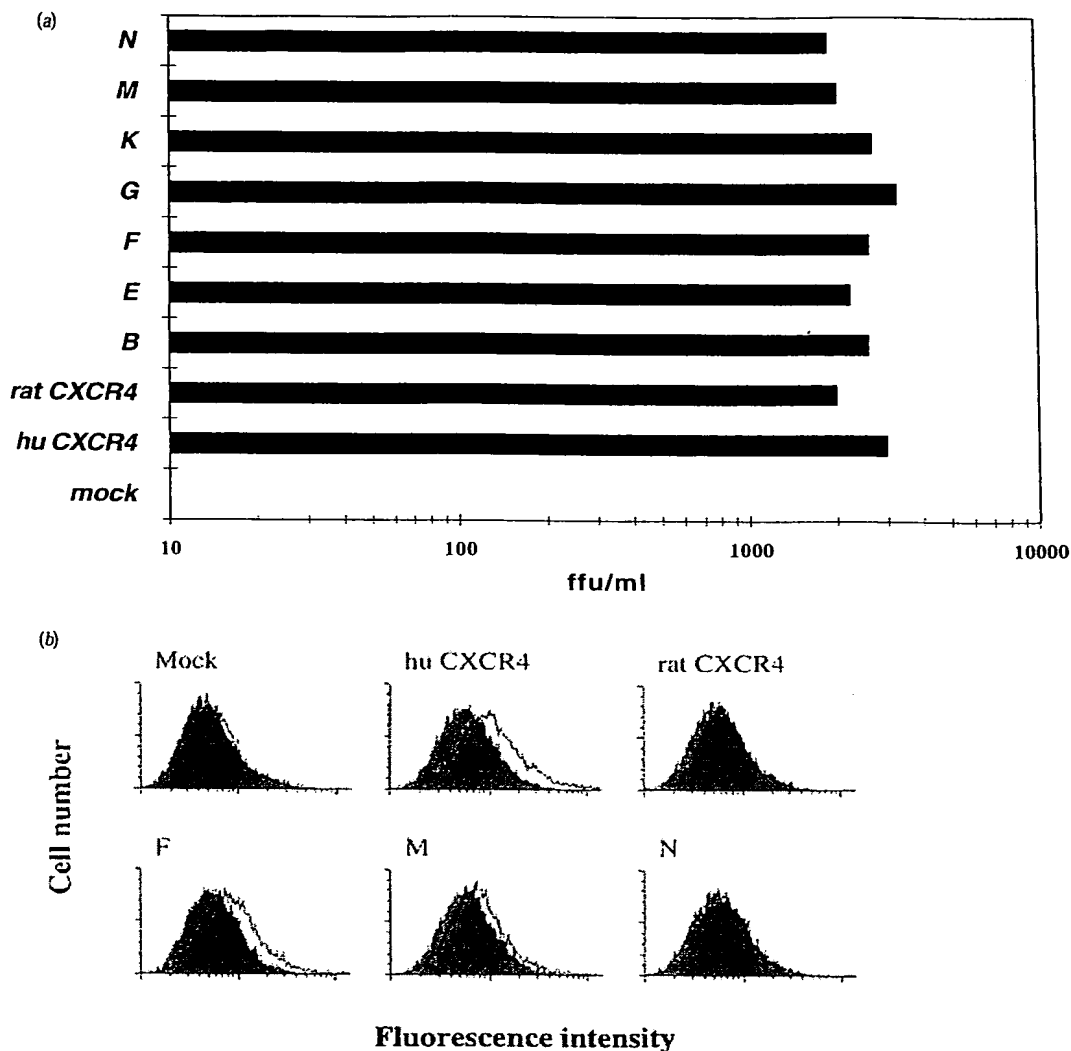 (a)
N
M
K
G
F
E
B
rat CXCR4
hu CXCR4
mock
10 100 1000 10000
ffu/ml
(b)
Mock hu CXCR4 rat CXCR4
F M N
Cell number
Fluorescence intensity